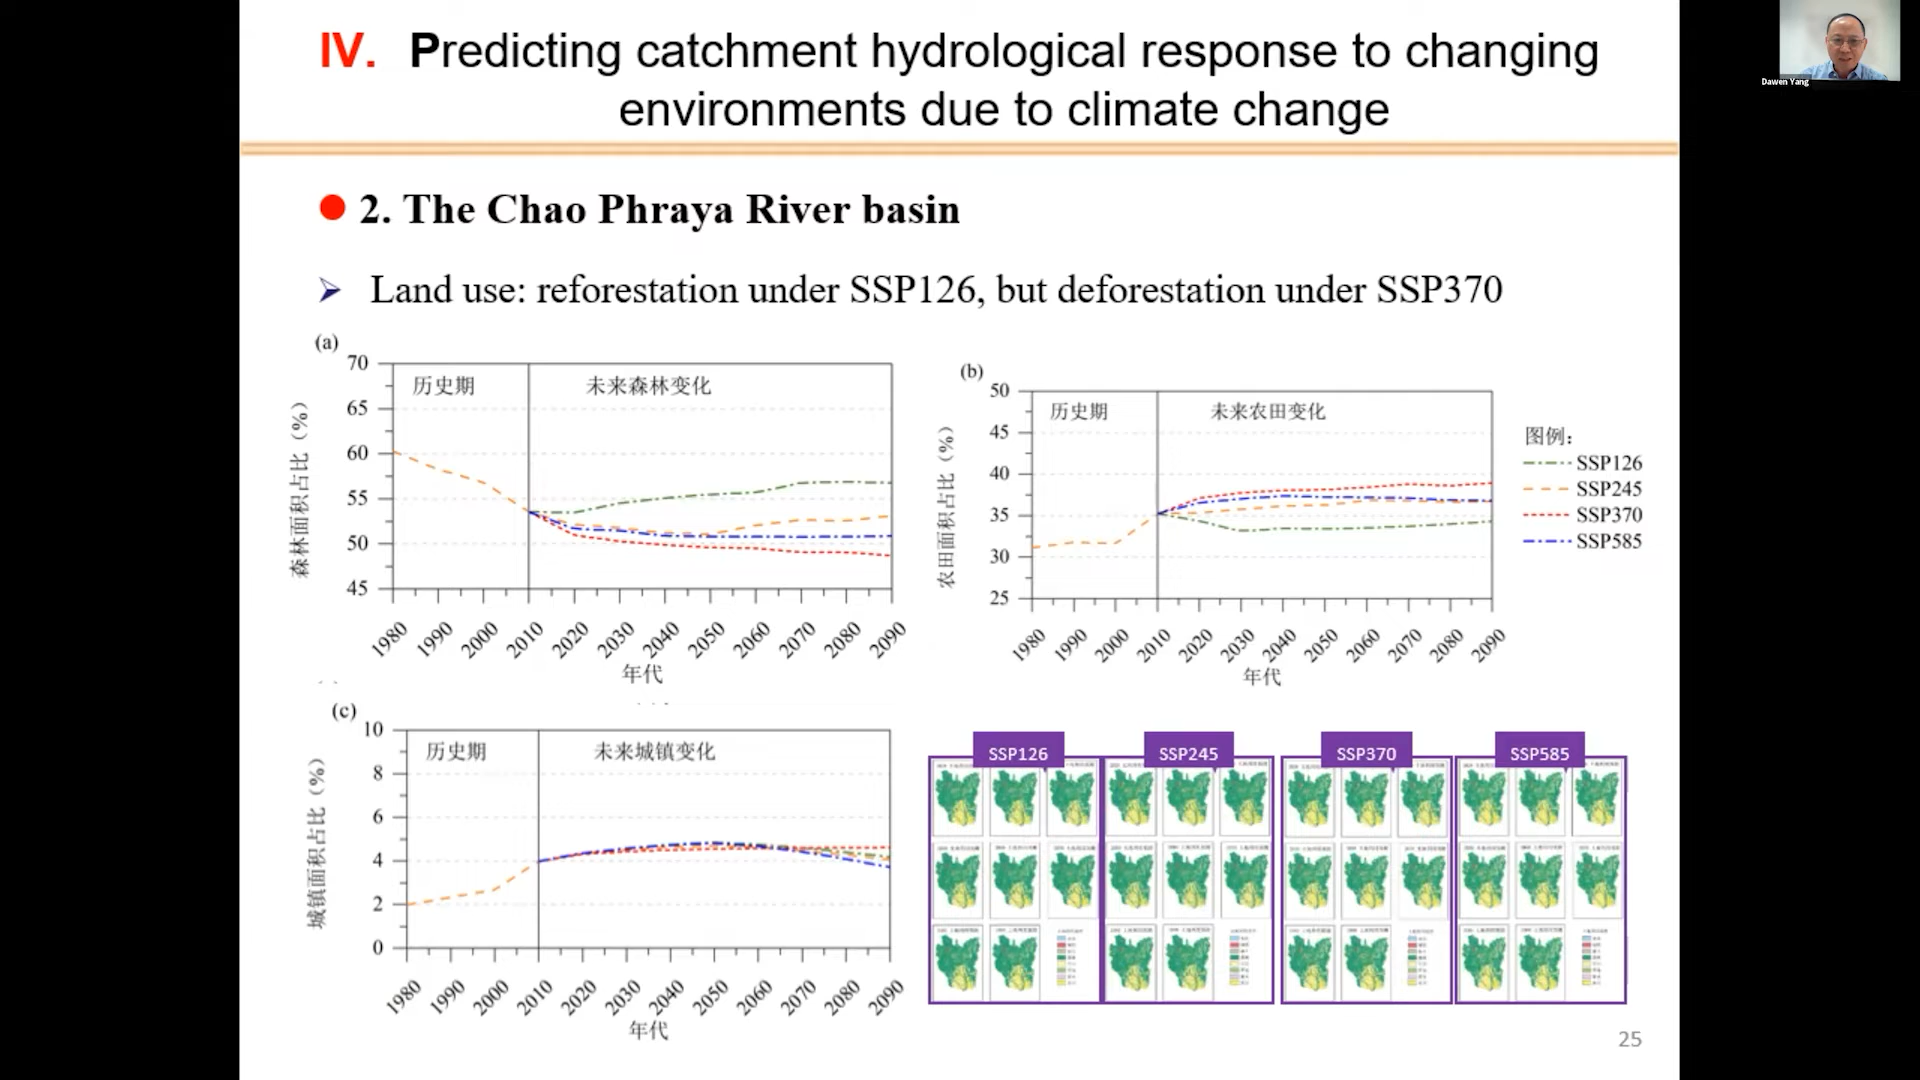 IV. Predicting catchment hydrological response to changing
environments due to climate change
Dawen Yang
2. The Chao Phraya River basin
Land use: reforestation under SSP126, but deforestation under SSP370
(a)
历史期
未来森林变化
森林面积占比（%）
70
65
60
55
50
45
1980 1990 2000 2010 2020 2030 2040 2050 2060 2070 2080 2090
年代
(b)
历史期
未来农田变化
农田面积占比（%）
50
45
40
35
30
25
1980 1990 2000 2010 2020 2030 2040 2050 2060 2070 2080 2090
年代
图例：
SSP126
SSP245
SSP370
SSP585
(c)
历史期
未来城镇变化
城镇面积占比（%）
10
8
6
4
2
0
1980 1990 2000 2010 2020 2030 2040 2050 2060 2070 2080 2090
年代
SSP126
SSP245
SSP370
SSP585
25